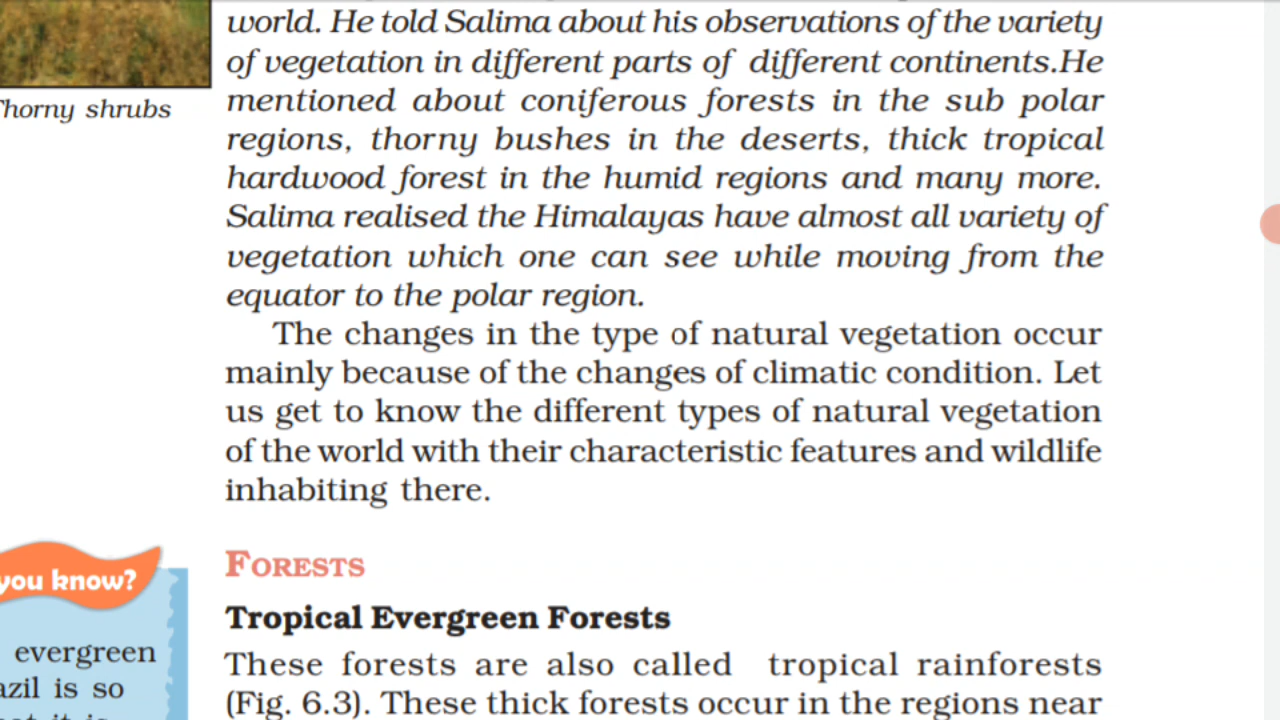 world. He told Salima about his observations of the variety
of vegetation in different parts of different continents.He
mentioned about coniferous forests in the sub polar
regions, thorny bushes in the deserts, thick tropical
hardwood forest in the humid regions and many more.
Salima realised the Himalayas have almost all variety of
vegetation which one can see while moving from the
equator to the polar region.
Thorny shrubs
The changes in the type of natural vegetation occur
mainly because of the changes of climatic condition. Let
us get to know the different types of natural vegetation
of the world with their characteristic features and wildlife
inhabiting there.
FORESTS
Tropical Evergreen Forests
These forests are also called tropical rainforests
(Fig. 6.3). These thick forests occur in the regions near
you know?
evergreen
is so